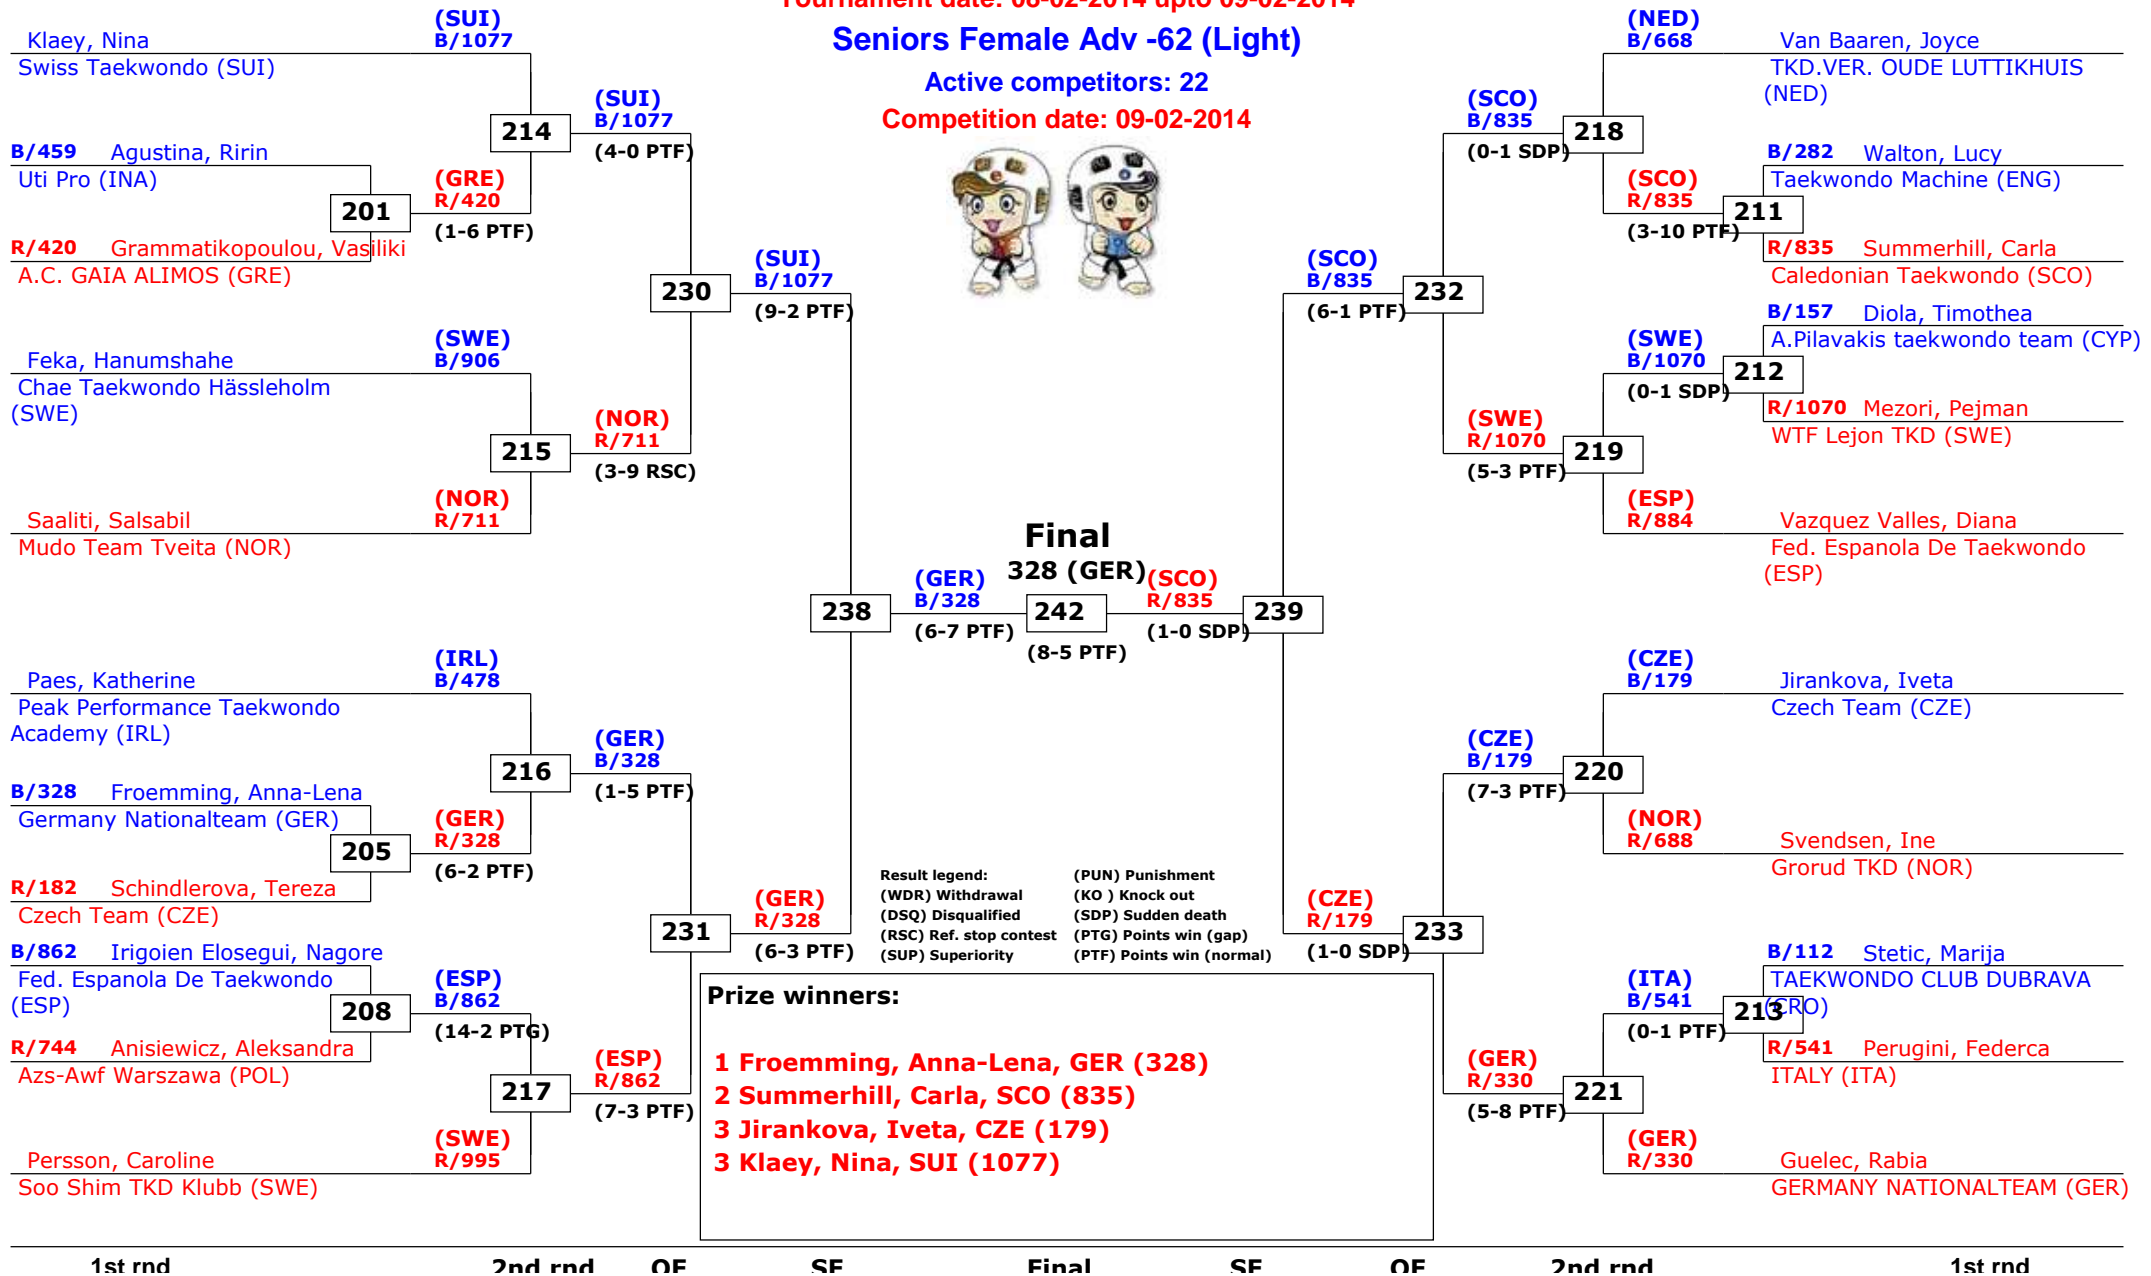 Tournament date: 08-02-2014 upto 09-02-2014
Seniors Female Adv -62 (Light)
Active competitors: 22
Competition date: 09-02-2014
Klaey, Nina
Swiss Taekwondo (SUI)
(SUI)
B/1077
B/459 Agustina, Ririn
Uti Pro (INA)
201
R/420 Grammatikopoulou, Vasiliki
A.C. GAIA ALIMOS (GRE)
(GRE)
R/420
(1-6 PTF)
214
(SUI)
B/1077
(4-0 PTF)
Feka, Hanumshahe
Chae Taekwondo Hässleholm
(SWE)
(SWE)
B/906
215
Saaliti, Salsabil
Mudo Team Tveita (NOR)
(NOR)
R/711
(NOR)
R/711
(3-9 RSC)
230
(SUI)
B/1077
(9-2 PTF)
Paes, Katherine
Peak Performance Taekwondo
Academy (IRL)
(IRL)
B/478
B/328 Froemming, Anna-Lena
Germany Nationalteam (GER)
205
R/182 Schindlerova, Tereza
Czech Team (CZE)
(GER)
R/328
(6-2 PTF)
216
(GER)
B/328
(1-5 PTF)
B/862 Irigoien Elosegui, Nagore
Fed. Espanola De Taekwondo
(ESP)
208
R/744 Anisiewicz, Aleksandra
Azs-Awf Warszawa (POL)
(ESP)
B/862
(14-2 PTG)
217
Persson, Caroline
Soo Shim TKD Klubb (SWE)
(SWE)
R/995
(ESP)
R/862
(7-3 PTF)
231
(GER)
R/328
(6-3 PTF)
238
(GER)
B/328
(6-7 PTF)
Final
328 (GER)
242
(8-5 PTF)
(SCO)
R/835
(1-0 SDP)
239
(SCO)
B/835
(6-1 PTF)
232
(SCO)
B/835
(0-1 SDP)
218
(NED)
B/668
Van Baaren, Joyce
TKD.VER. OUDE LUTTIKHUIS
(NED)
(SCO)
R/835
(3-10 PTF)
211
B/282 Walton, Lucy
Taekwondo Machine (ENG)
R/835 Summerhill, Carla
Caledonian Taekwondo (SCO)
B/157 Diola, Timothea
A.Pilavakis taekwondo team (CYP)
(SWE)
B/1070
(0-1 SDP)
212
R/1070 Mezori, Pejman
WTF Lejon TKD (SWE)
(SWE)
R/1070
(5-3 PTF)
219
(ESP)
R/884
Vazquez Valles, Diana
Fed. Espanola De Taekwondo
(ESP)
(CZE)
B/179
Jirankova, Iveta
Czech Team (CZE)
(CZE)
B/179
(7-3 PTF)
220
(NOR)
R/688
Svendsen, Ine
Grorud TKD (NOR)
(CZE)
R/179
(1-0 SDP)
233
B/112 Stetic, Marija
TAEKWONDO CLUB DUBRAVA
(CRO)
(ITA)
B/541
(0-1 PTF)
213
R/541 Perugini, Federca
ITALY (ITA)
(GER)
R/330
(5-8 PTF)
221
(GER)
R/330
Guelec, Rabia
GERMANY NATIONALTEAM (GER)
Result legend:
(WDR) Withdrawal
(DSQ) Disqualified
(RSC) Ref. stop contest
(SUP) Superiority
(PUN) Punishment
(KO ) Knock out
(SDP) Sudden death
(PTG) Points win (gap)
(PTF) Points win (normal)
Prize winners:
1 Froemming, Anna-Lena, GER (328)
2 Summerhill, Carla, SCO (835)
3 Jirankova, Iveta, CZE (179)
3 Klaey, Nina, SUI (1077)
1st rnd 2nd rnd QF SF Final SF QF 2nd rnd 1st rnd